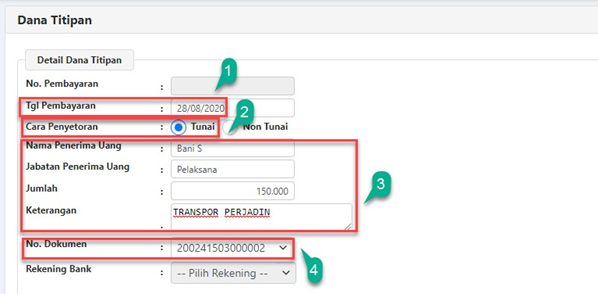 Dana Titipan
Detail Dana Titipan
No. Pembayaran :
1
Tgl Pembayaran : 28/08/2020
2
Cara Penyetoran : Tunai Non Tunai
Nama Penerima Uang : Bani S
Jabatan Penerima Uang : Pelaksana
3
Jumlah : 150.000
Keterangan : TRANSPOR PERJADIN
No. Dokumen : 200241503000002
4
Rekening Bank : -- Pilih Rekening --